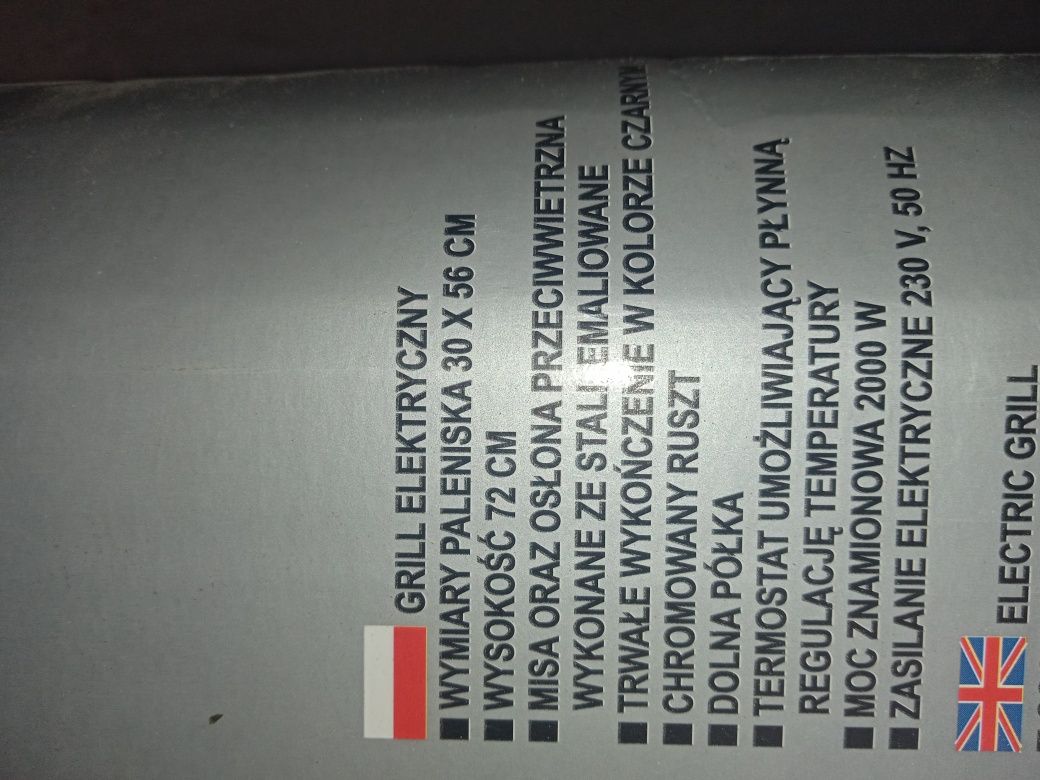 GRILL ELEKTRYCZNY
WYMIARY PALENISKA 30 X 56 CM
WYSOKOŚĆ 72 CM
MISA ORAZ OSŁONA PRZECIWWIETRZNA
WYKONANE ZE STALI EMALIOWANE
TRWAŁE WYKOŃCZENIE W KOLORZE CZARNYM
CHROMOWANY RUSZT
DOLNA PÓŁKA
TERMOSTAT UMOŻLIWIAJĄCY PŁYNNĄ
REGULACJĘ TEMPERATURY
MOC ZNAMIONOWA 2000 W
ZASILANIE ELEKTRYCZNE 230 V, 50 HZ
ELECTRIC GRILL